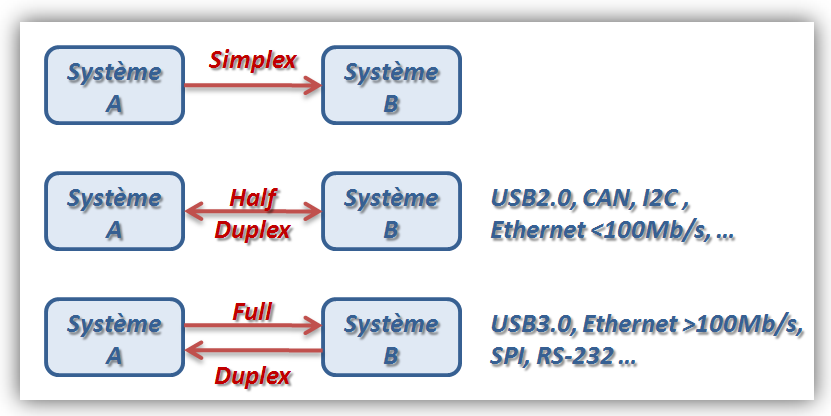 Système
A
Simplex
Système
B
Système
A
Half
Duplex
Système
B
USB2.0, CAN, I2C ,
Ethernet <100Mb/s, ...
Système
A
Full
Duplex
Système
B
USB3.0, Ethernet >100Mb/s,
SPI, RS-232 ...